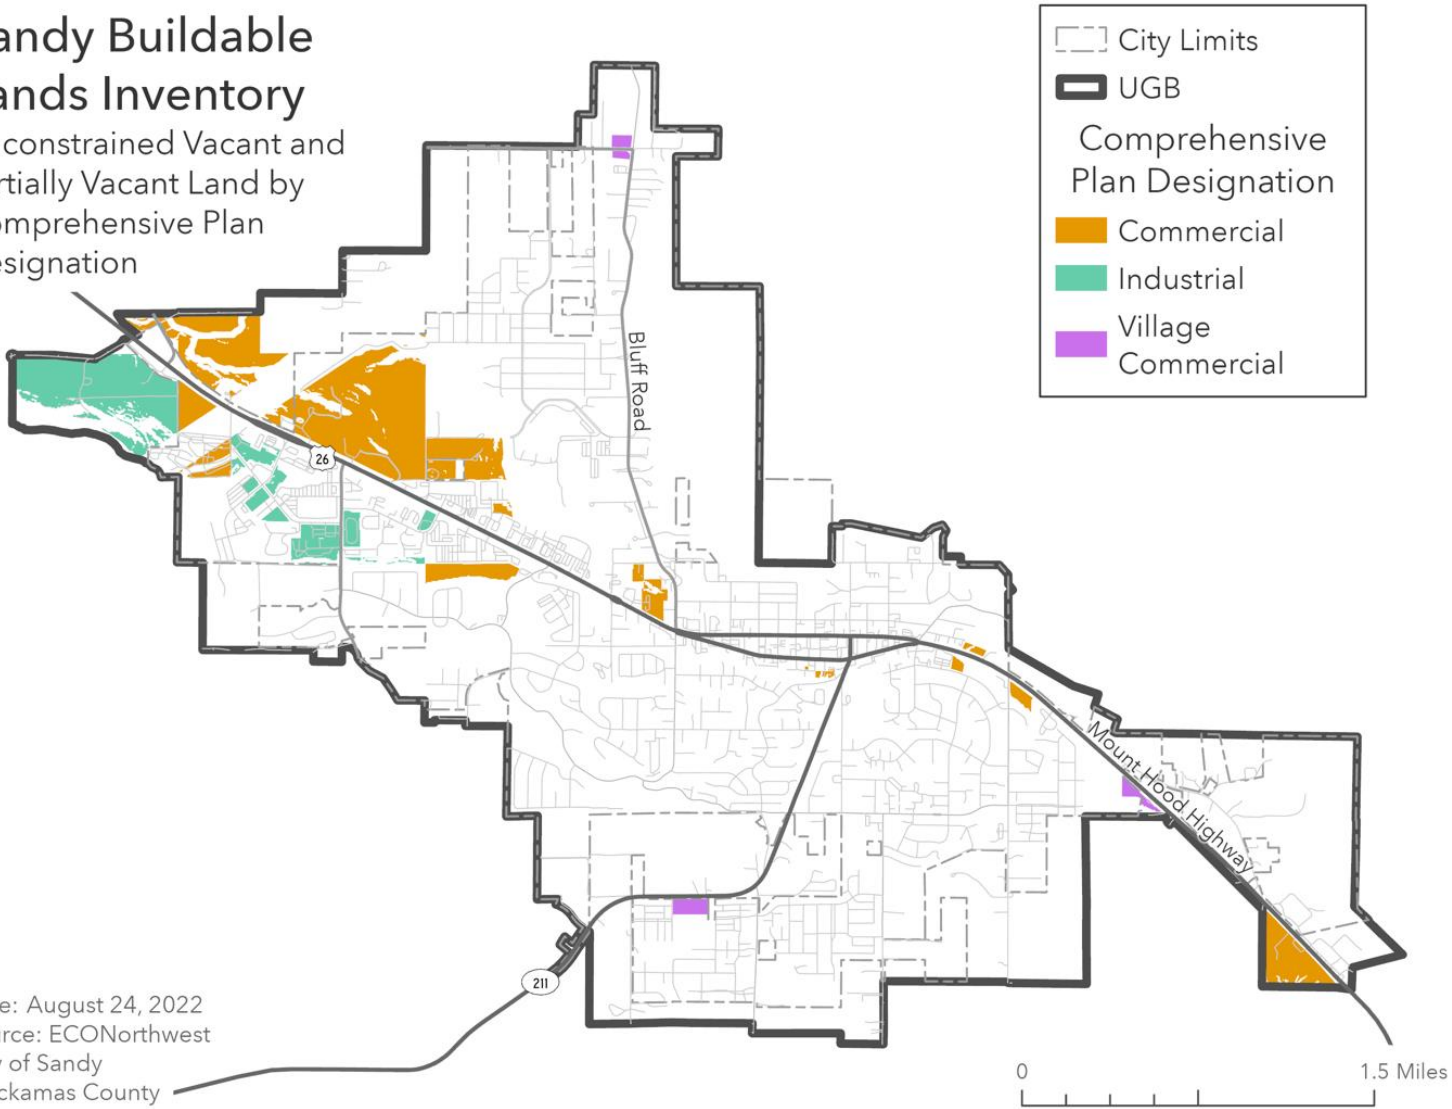 andy Buildable
ands Inventory
constrained Vacant and
rtially Vacant Land by
omprehensive Plan
esignation
City Limits
UGB
Comprehensive
Plan Designation
Commercial
Industrial
Village
Commercial
Bluff Road
26
Mount Hood Highway
211
e: August 24, 2022
urce: ECONorthwest
y of Sandy
ckamas County
0
1.5 Miles